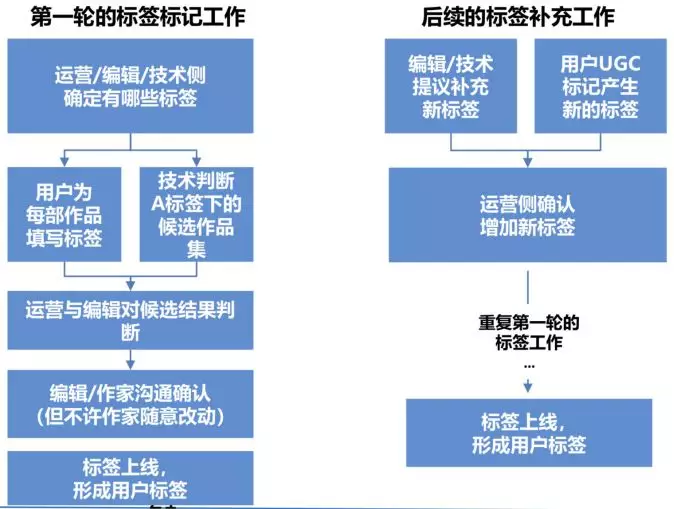 第一轮的标签标记工作
运营/编辑/技术侧
确定有哪些标签
用户为
每部作品
填写标签
技术判断
A标签下的
候选作品
集
运营与编辑对候选结果判
断
编辑/作家沟通确认
（但不许作家随意改动）
标签上线，
形成用户标签
后续的标签补充工作
编辑/技术
提议补充
新标签
用户UGC
标记产生
新的标签
运营侧确认
增加新标签
重复第一轮的
标签工作
...
标签上线，
形成用户标签